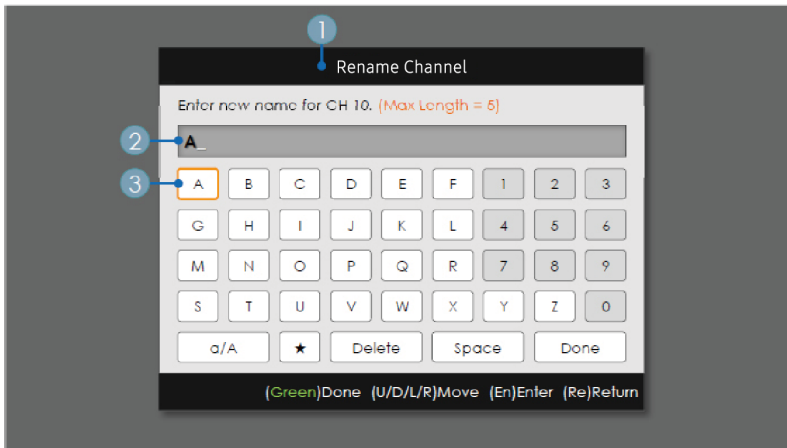 1
Rename Channel
Enter new name for CH 10. (Max Length = 5)
2
A_
3
A B C D E F 1 2 3
G H I J K L 4 5 6
M N O P Q R 7 8 9
S T U V W X Y Z 0
a/A ★ Delete Space Done
(Green)Done (U/D/L/R)Move (En)Enter (Re)Return